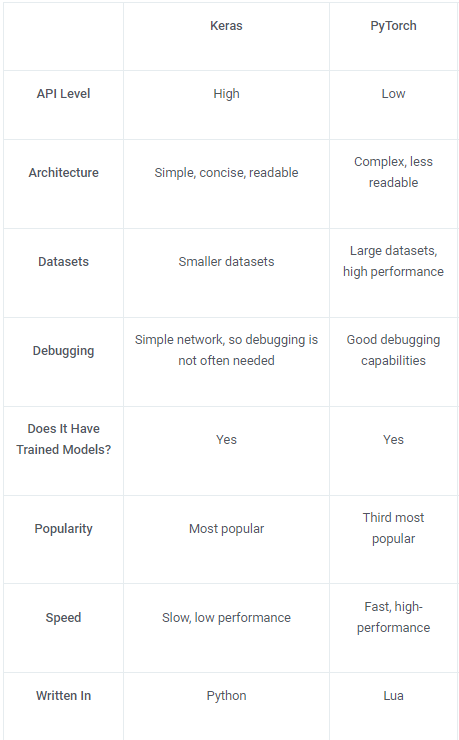 Keras PyTorch
API Level High Low
Architecture Simple, concise, readable Complex, less
readable
Datasets Smaller datasets Large datasets,
high performance
Debugging Simple network, so debugging is
not often needed Good debugging
capabilities
Does It Have
Trained Models? Yes Yes
Popularity Most popular Third most
popular
Speed Slow, low performance Fast, high-
performance
Written In Python Lua